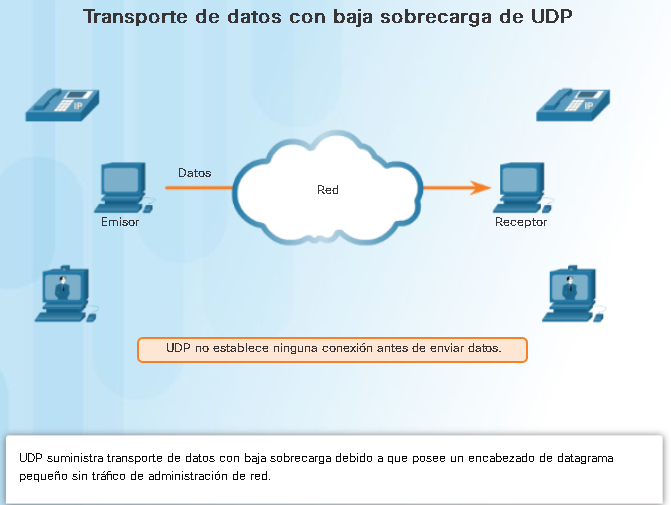 Transporte de datos con baja sobrecarga de UDP
IP
IP
Datos
Red
Emisor
Receptor
UDP no establece ninguna conexión antes de enviar datos.
UDP suministra transporte de datos con baja sobrecarga debido a que posee un encabezado de datagrama
pequeño sin tráfico de administración de red.